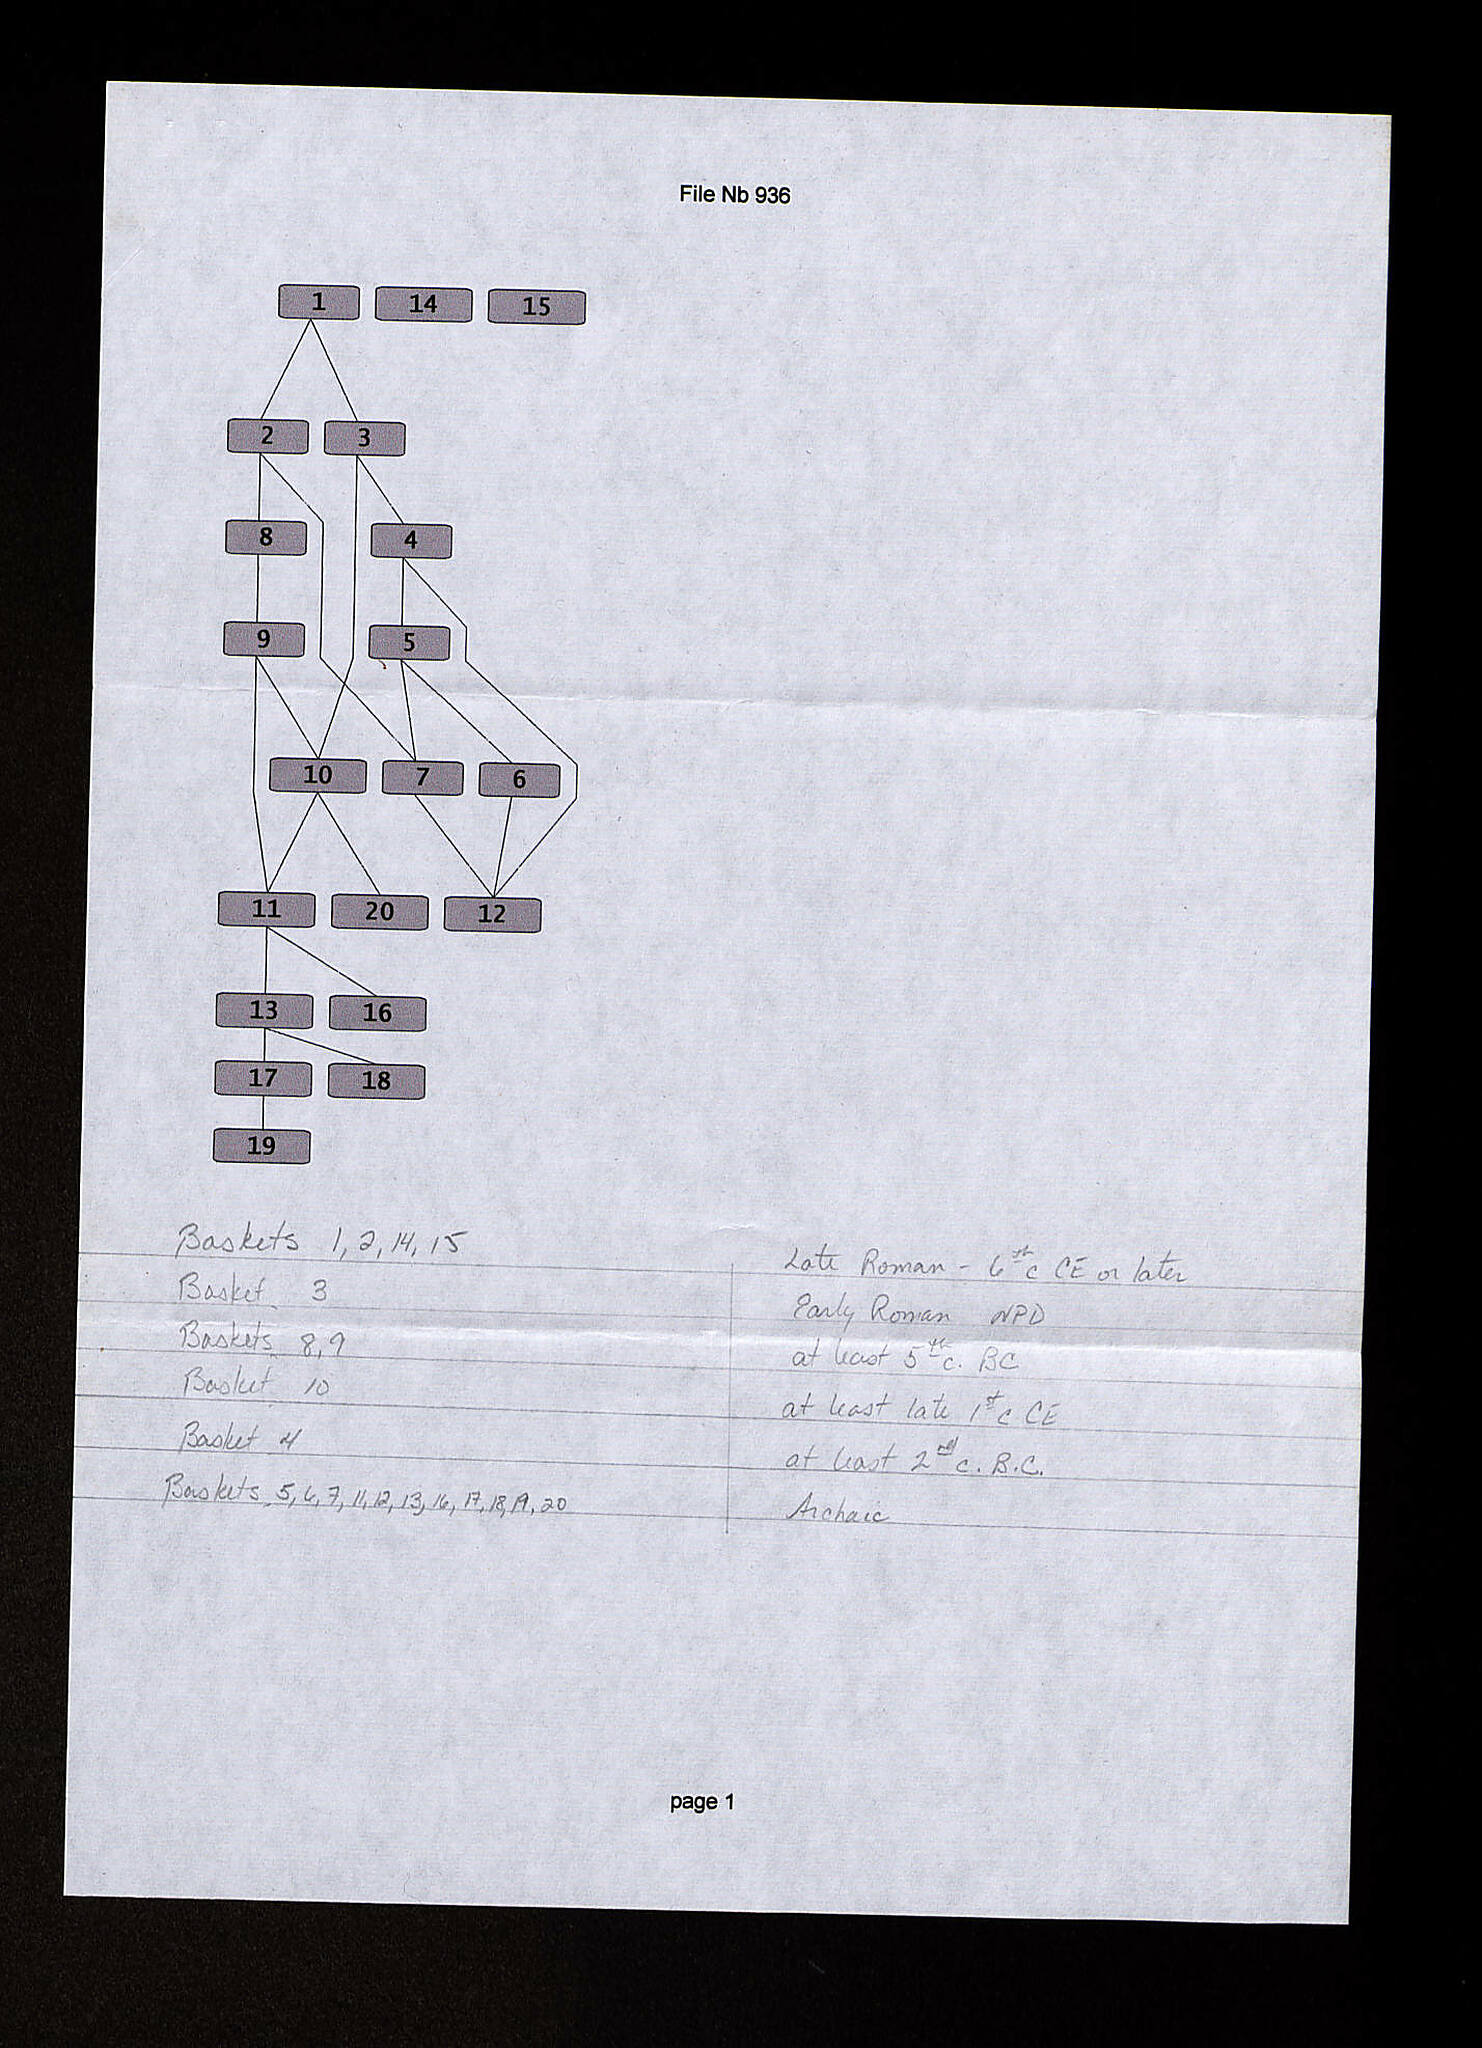 File Nb 936
1 14 15
2 3
8 4
9 5
10 7 6
11 20 12
13 16
17 18
19
Baskets 1, 2, 14, 15 Late Roman - 6th c CE or later
Basket 3 Early Roman NPD
Baskets 8, 9 at least 5th c. BC
Basket 10 at least late 1st c CE
Basket 4 at least 2nd c. B.C.
Baskets 5, 6, 7, 11, 12, 13, 16, 17, 18, 19, 20 Archaic
page 1